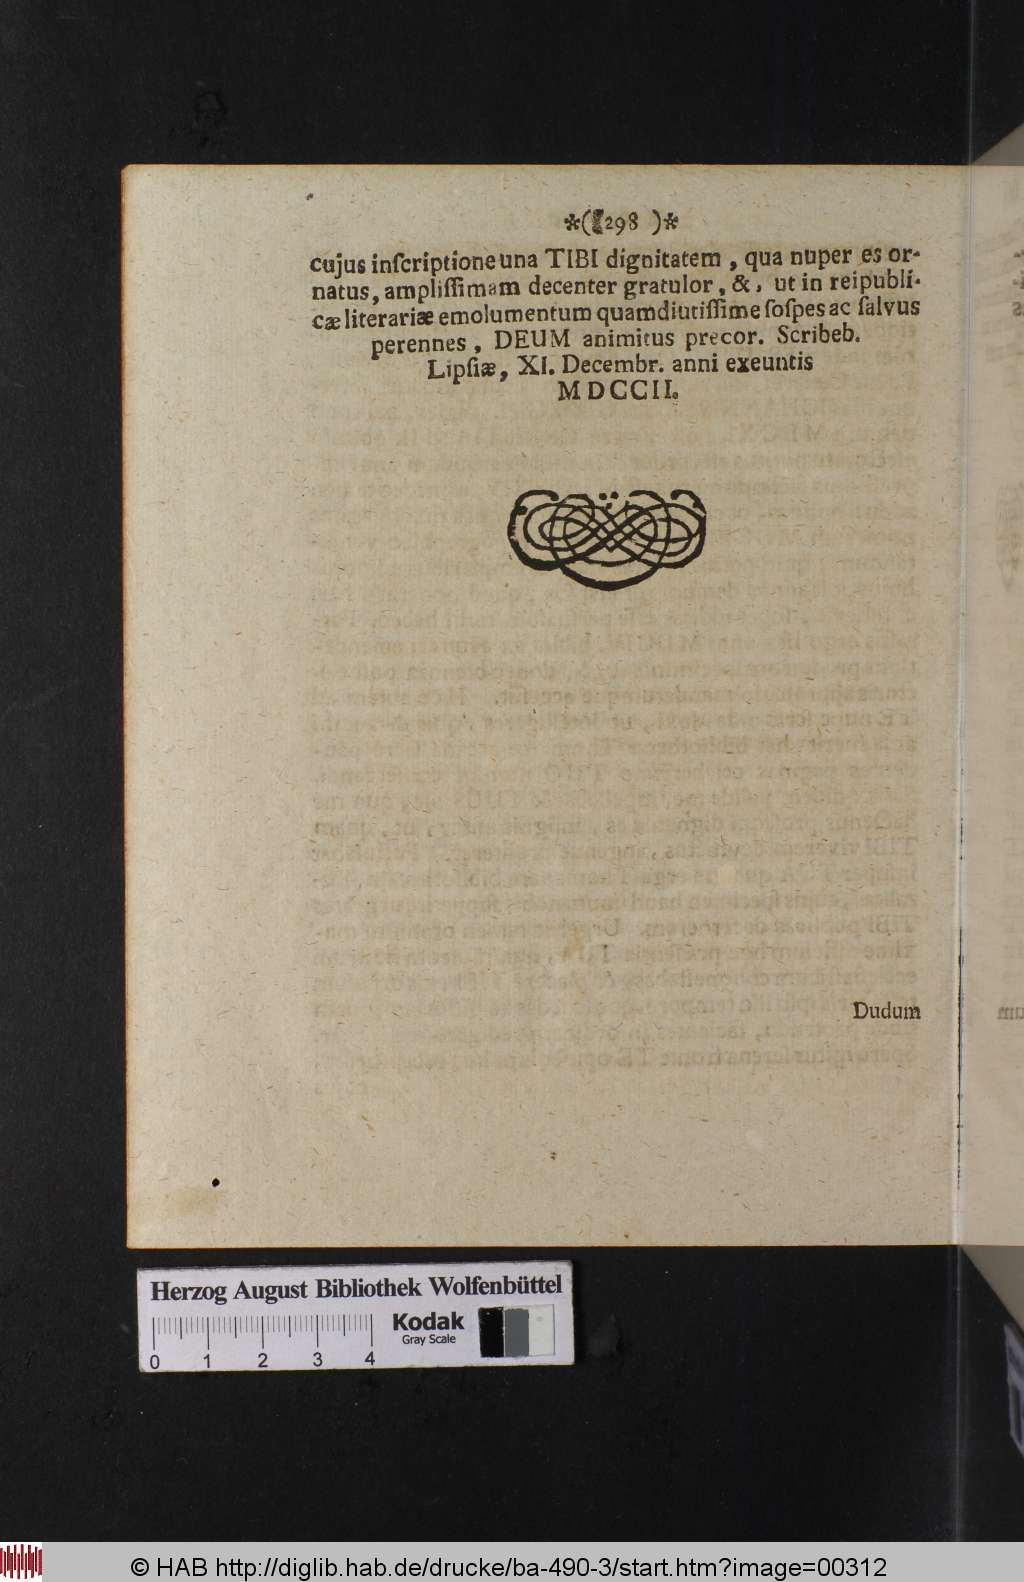 *( 298 )*
cujus inſcriptione una TIBI dignitatem, qua nuper es or-
natus, ampliſſimam decenter gratulor, &, ut in reipubli-
cæ literariæ emolumentum quamdiutiſſime ſoſpes ac ſalvus
perennes, DEUM animitus precor. Scribeb.
Lipſiæ, XI. Decembr. anni exeuntis
MDCCII.
Dudum
Herzog August Bibliothek Wolfenbüttel
Kodak
Gray Scale
0 1 2 3 4
© HAB http://diglib.hab.de/drucke/ba-490-3/start.htm?image=00312